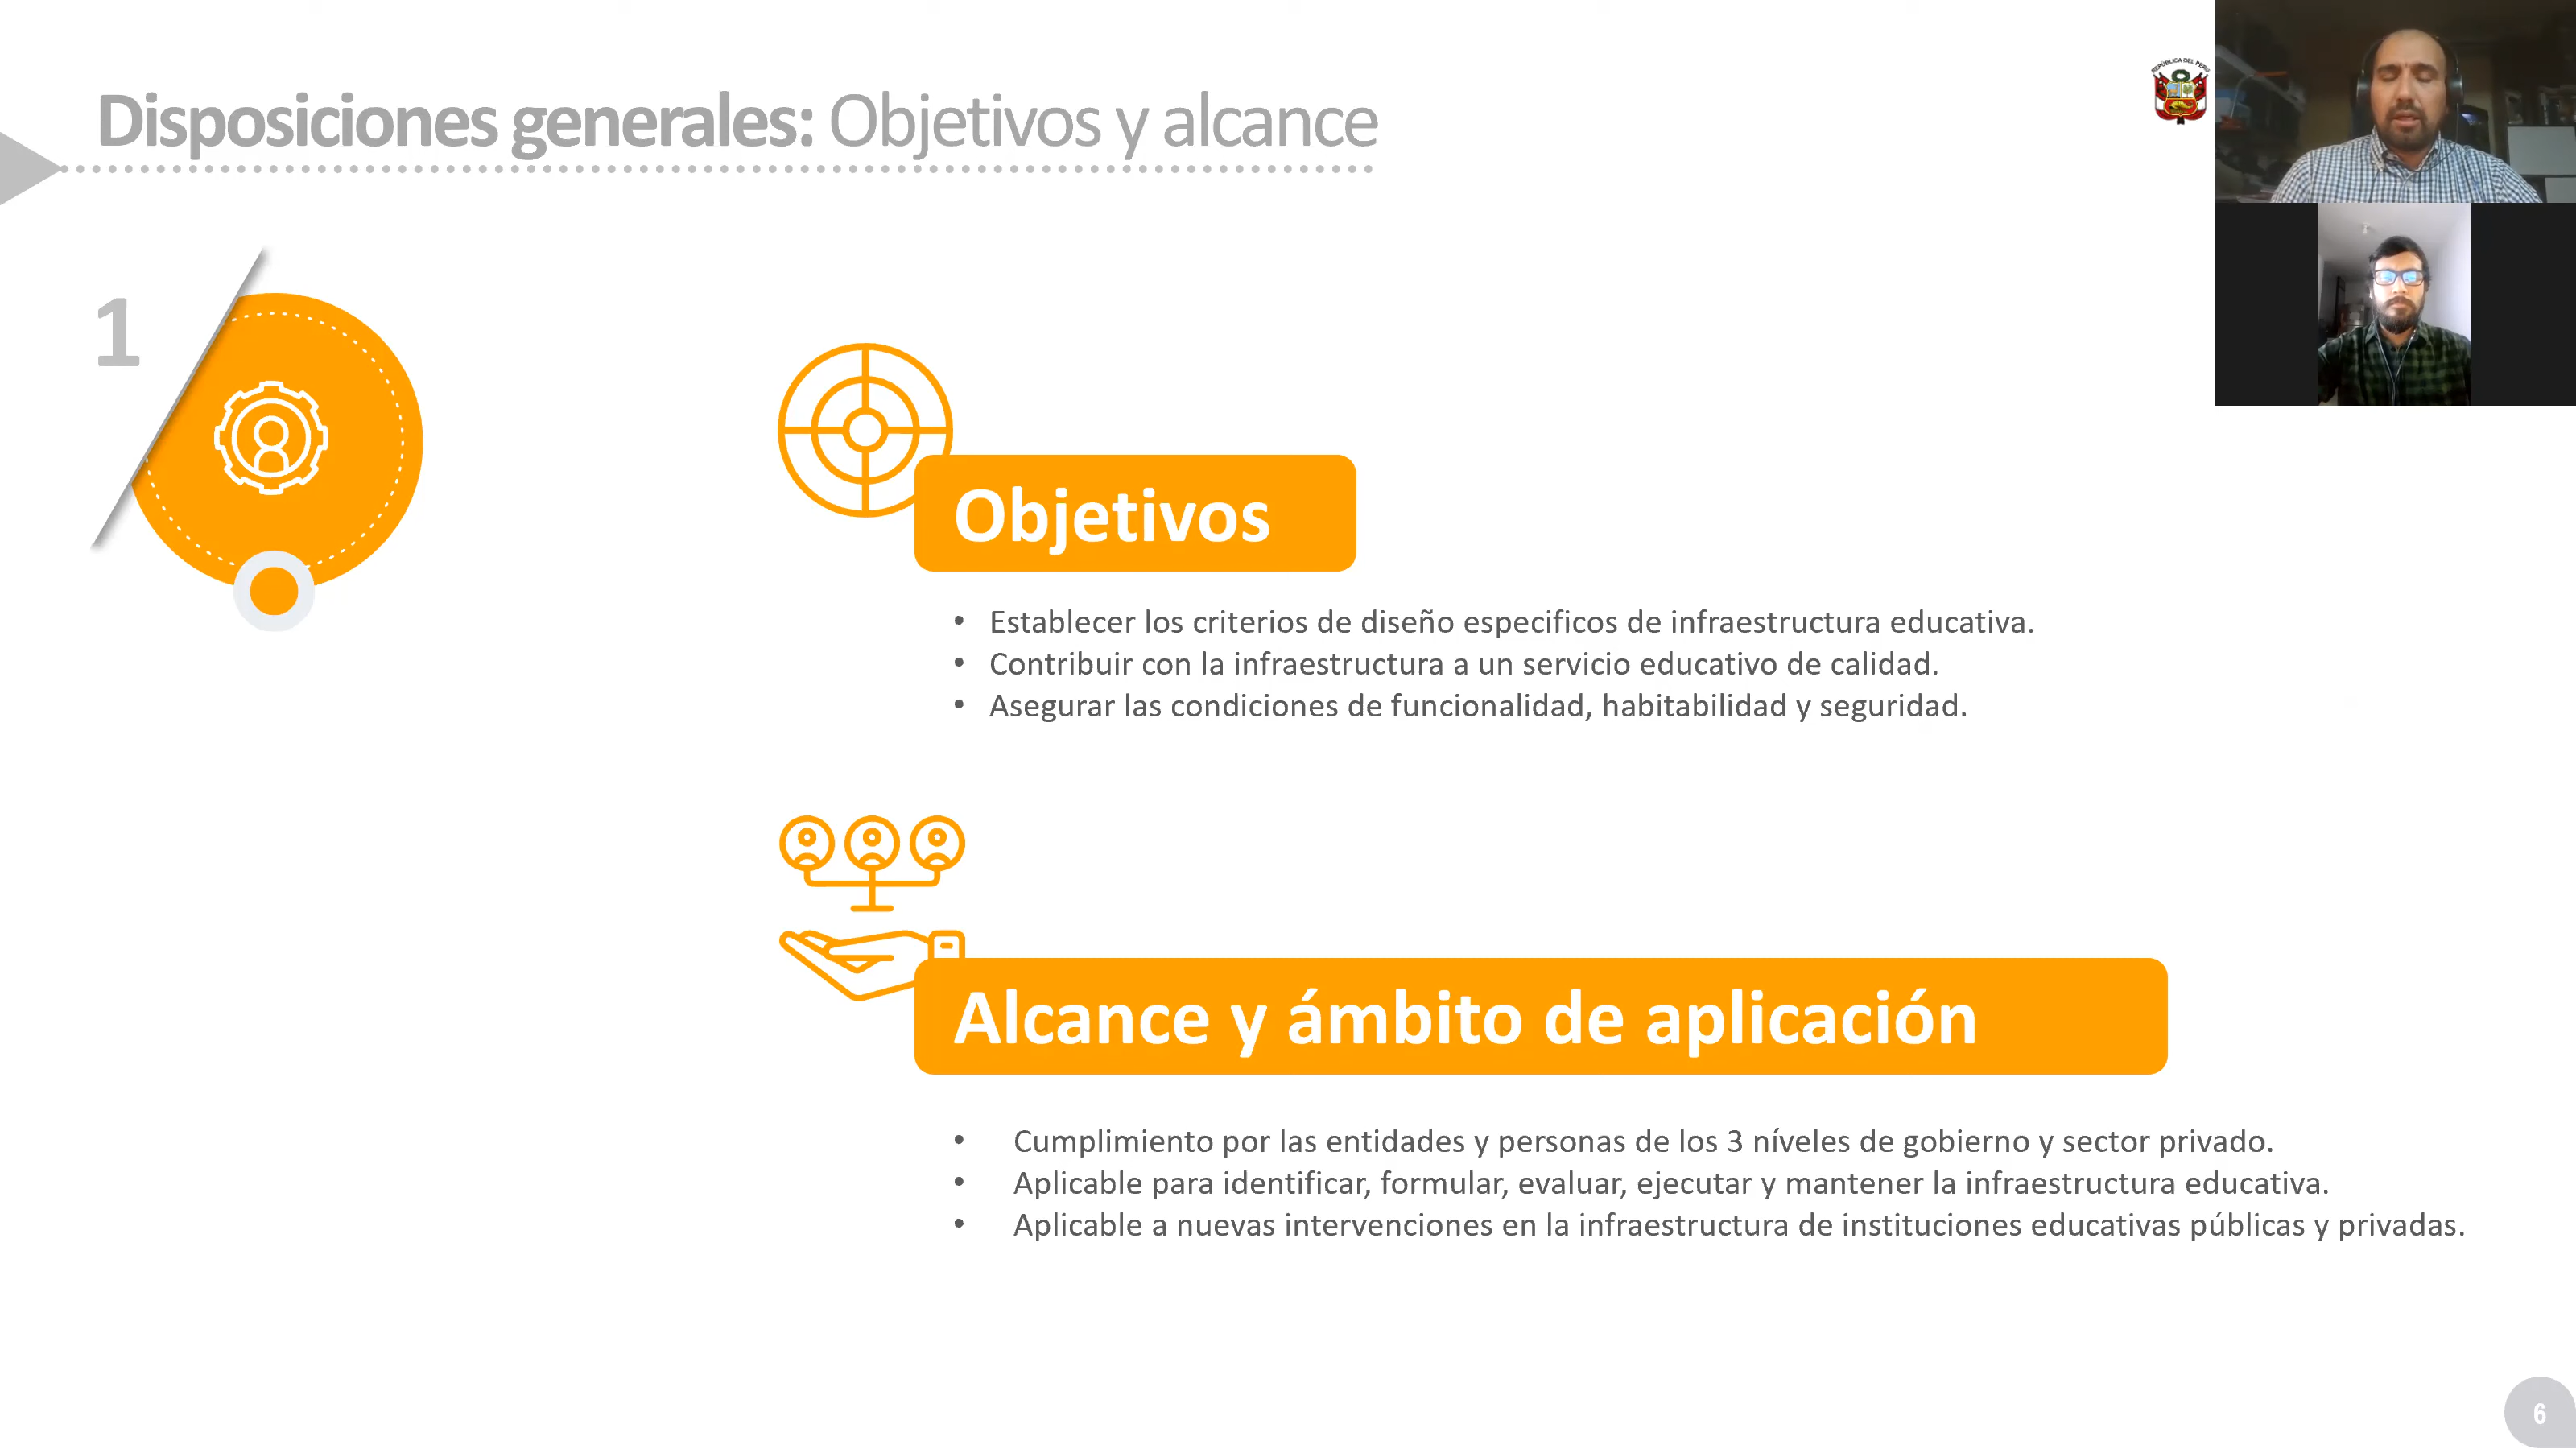 Disposiciones generales: Objetivos y alcance
REPÚBLICA DEL PERÚ
1
Objetivos
• Establecer los criterios de diseño especificos de infraestructura educativa.
• Contribuir con la infraestructura a un servicio educativo de calidad.
• Asegurar las condiciones de funcionalidad, habitabilidad y seguridad.
Alcance y ámbito de aplicación
• Cumplimiento por las entidades y personas de los 3 níveles de gobierno y sector privado.
• Aplicable para identificar, formular, evaluar, ejecutar y mantener la infraestructura educativa.
• Aplicable a nuevas intervenciones en la infraestructura de instituciones educativas públicas y privadas.
6